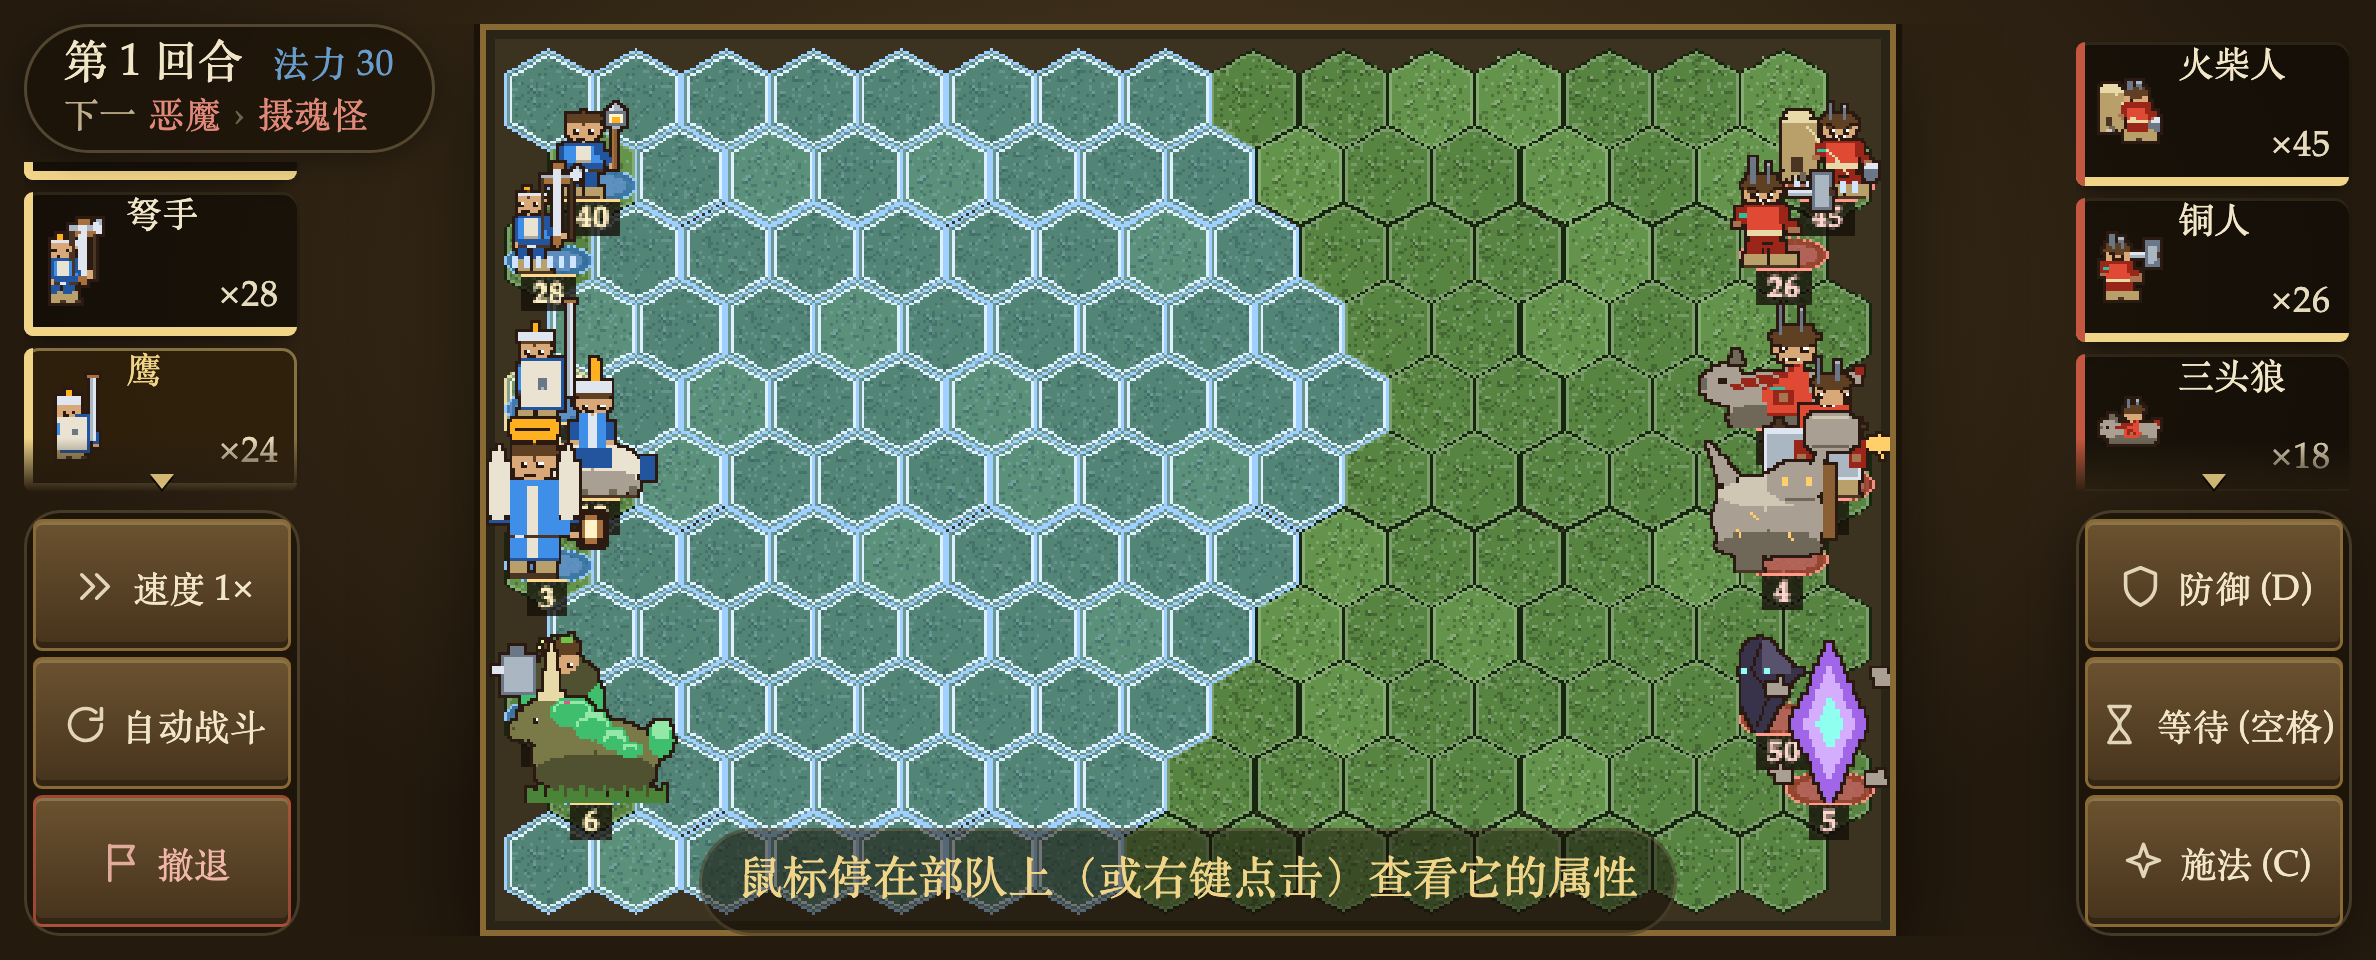 第 1 回合 法力 30
下一 恶魔 › 摄魂怪
弩手
×28
鹰
×24
速度 1×
自动战斗
撤退
40
28
3
6
45
26
4
50
5
鼠标停在部队上（或右键点击）查看它的属性
火柴人
×45
铜人
×26
三头狼
×18
防御 (D)
等待 (空格)
施法 (C)